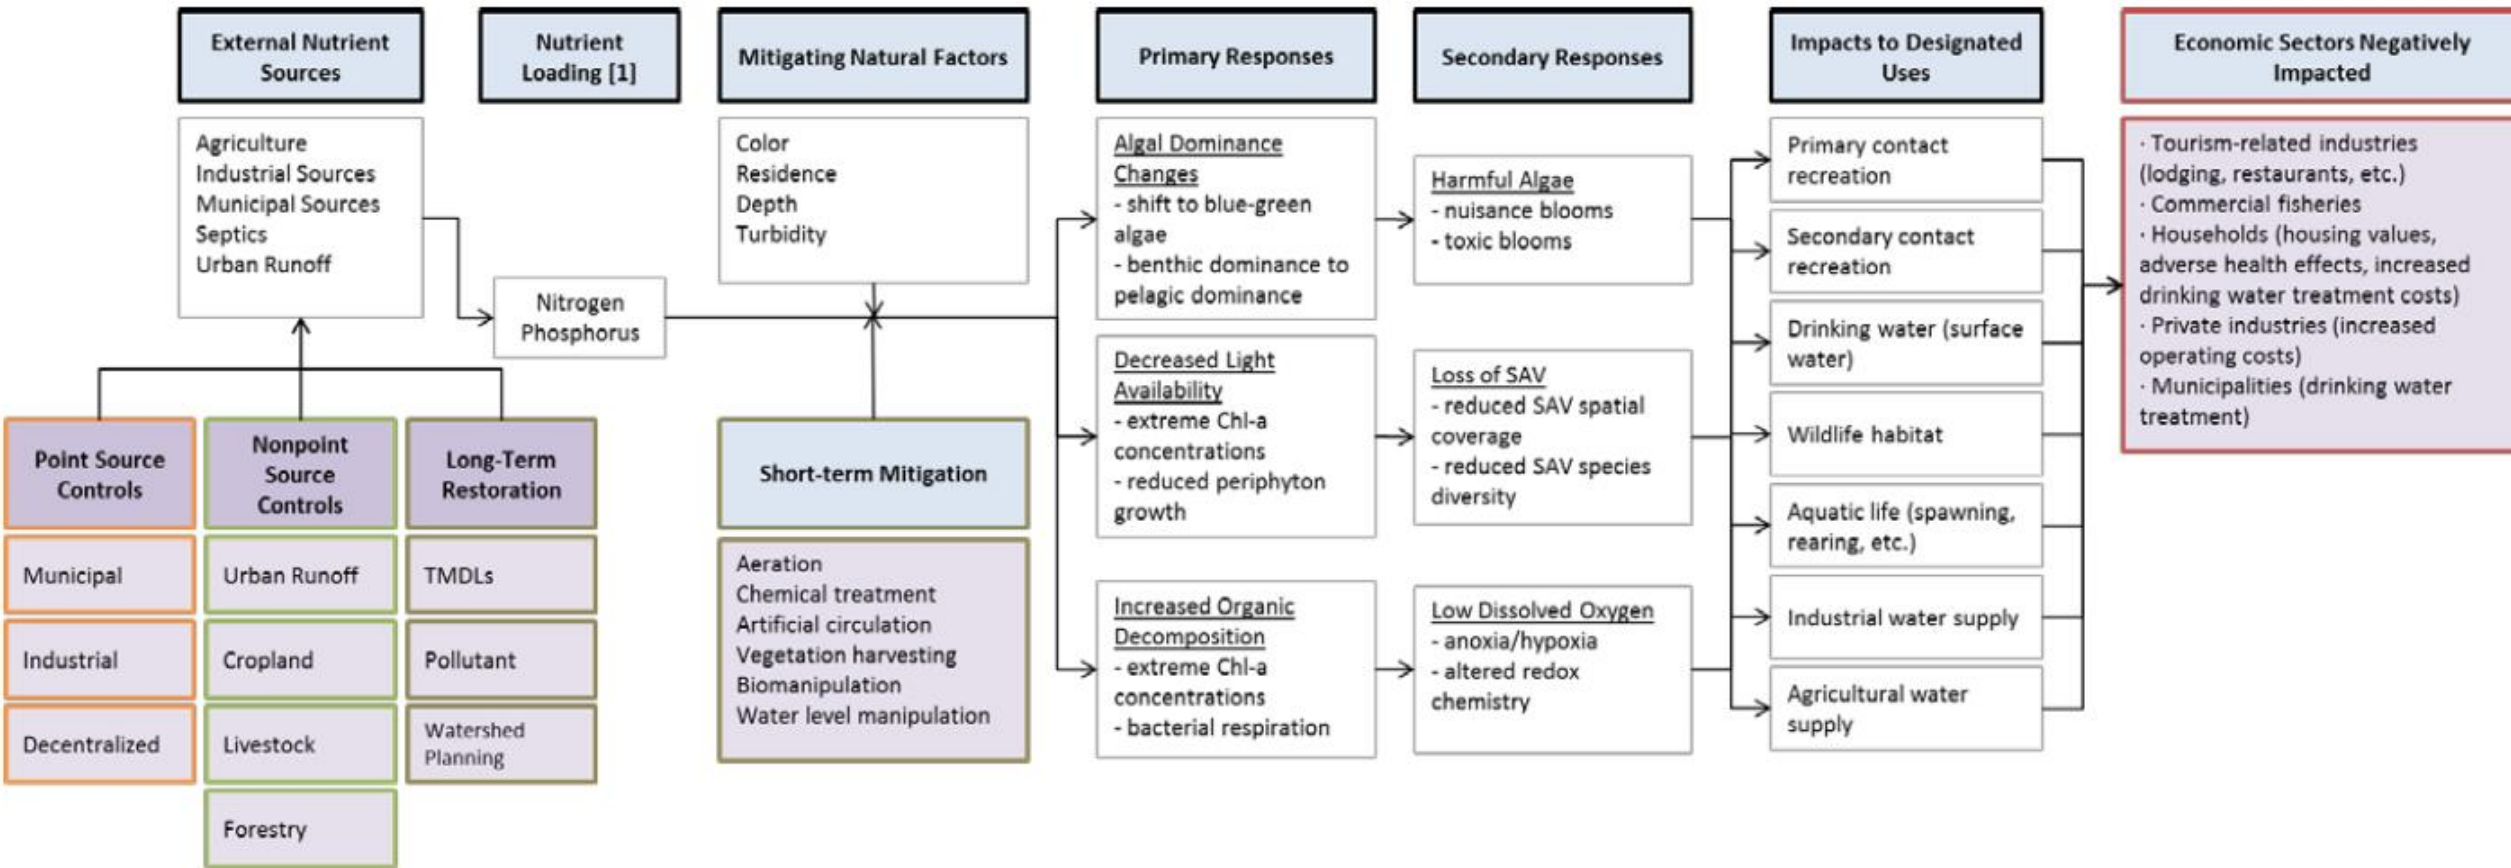 External Nutrient
Sources
Nutrient
Loading [1]
Mitigating Natural Factors
Primary Responses
Secondary Responses
Impacts to Designated
Uses
Economic Sectors Negatively
Impacted
Agriculture
Industrial Sources
Municipal Sources
Septics
Urban Runoff
Nitrogen
Phosphorus
Color
Residence
Depth
Turbidity
Algal Dominance
Changes
- shift to blue-green
algae
- benthic dominance to
pelagic dominance
Decreased Light
Availability
- extreme Chl-a
concentrations
- reduced periphyton
growth
Increased Organic
Decomposition
- extreme Chl-a
concentrations
- bacterial respiration
Harmful Algae
- nuisance blooms
- toxic blooms
Loss of SAV
- reduced SAV spatial
coverage
- reduced SAV species
diversity
Low Dissolved Oxygen
- anoxia/hypoxia
- altered redox
chemistry
Primary contact
recreation
Secondary contact
recreation
Drinking water (surface
water)
Wildlife habitat
Aquatic life (spawning,
rearing, etc.)
Industrial water supply
Agricultural water
supply
· Tourism-related industries
(lodging, restaurants, etc.)
· Commercial fisheries
· Households (housing values,
adverse health effects, increased
drinking water treatment costs)
· Private industries (increased
operating costs)
· Municipalities (drinking water
treatment)
Point Source
Controls
Municipal
Industrial
Decentralized
Nonpoint
Source
Controls
Urban Runoff
Cropland
Livestock
Forestry
Long-Term
Restoration
TMDLs
Pollutant
Watershed
Planning
Short-term Mitigation
Aeration
Chemical treatment
Artificial circulation
Vegetation harvesting
Biomanipulation
Water level manipulation